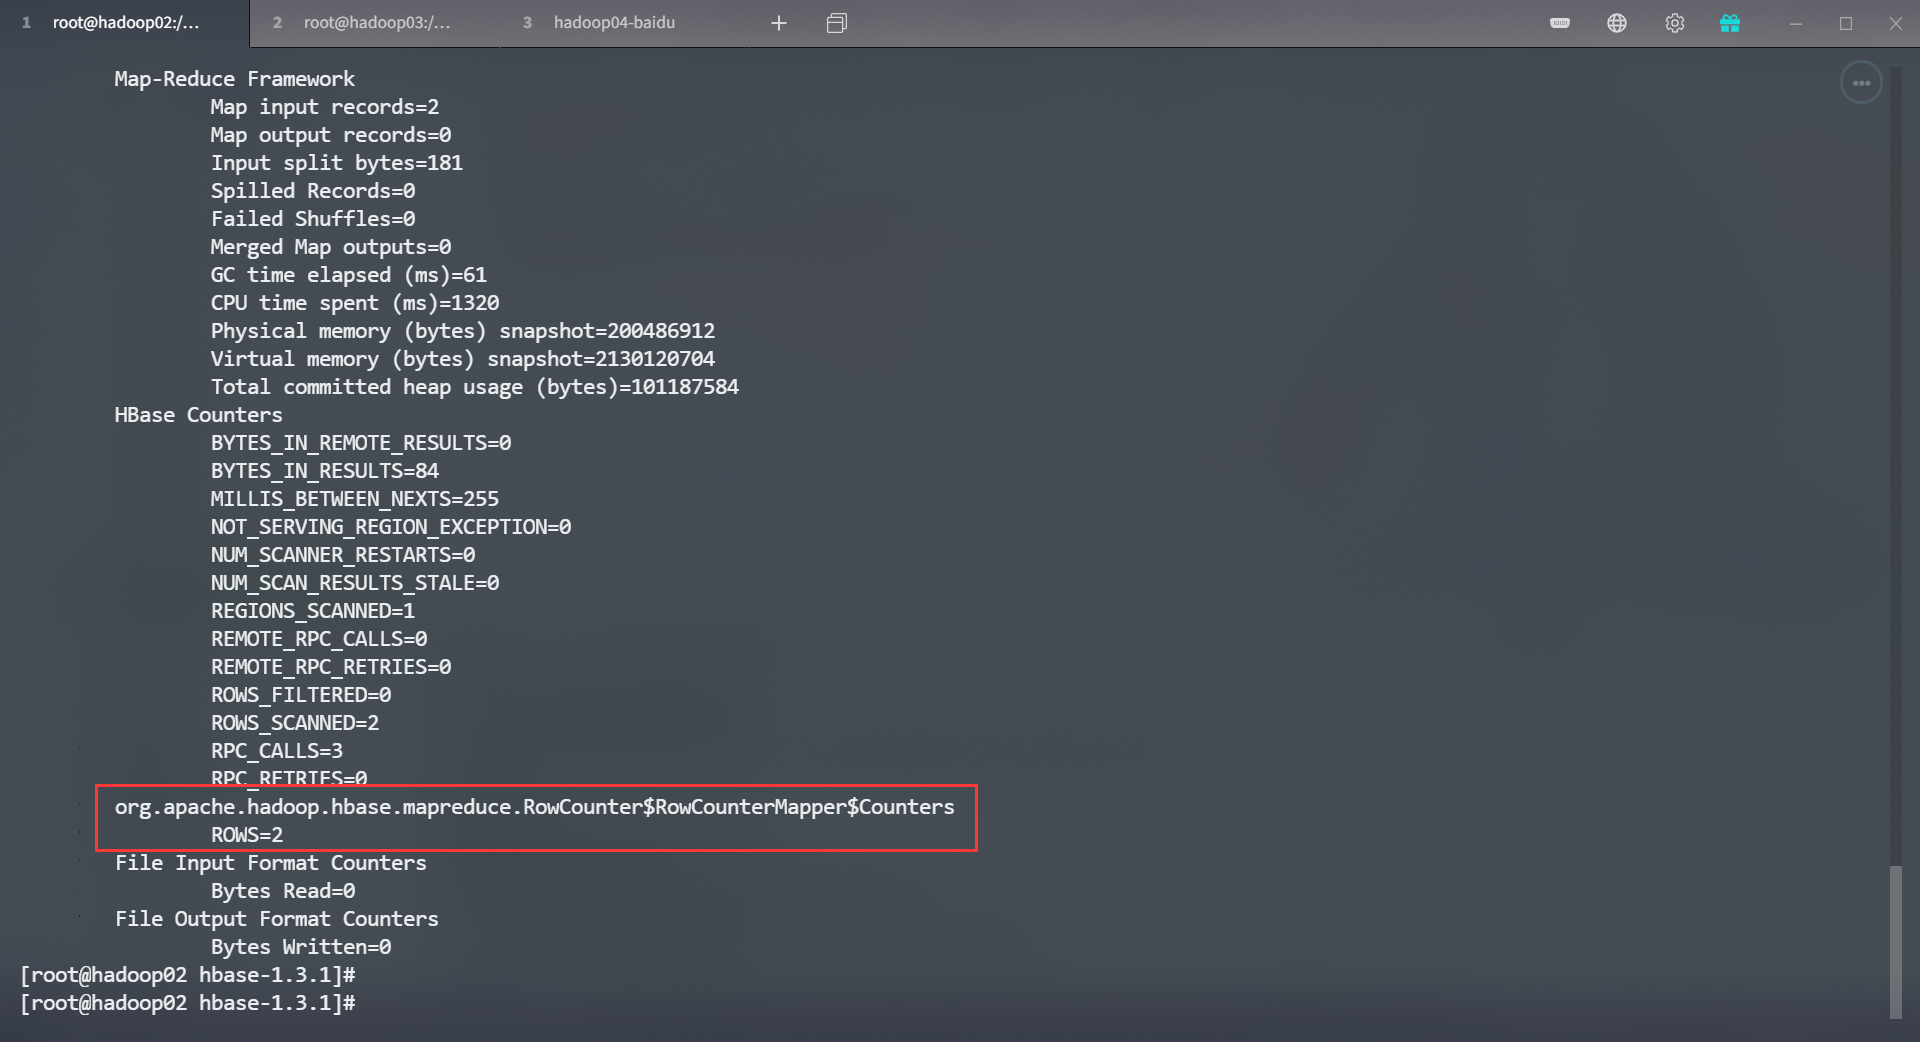 1 root@hadoop02:/... 2 root@hadoop03:/... 3 hadoop04-baidu
Map-Reduce Framework
Map input records=2
Map output records=0
Input split bytes=181
Spilled Records=0
Failed Shuffles=0
Merged Map outputs=0
GC time elapsed (ms)=61
CPU time spent (ms)=1320
Physical memory (bytes) snapshot=200486912
Virtual memory (bytes) snapshot=2130120704
Total committed heap usage (bytes)=101187584
HBase Counters
BYTES_IN_REMOTE_RESULTS=0
BYTES_IN_RESULTS=84
MILLIS_BETWEEN_NEXTS=255
NOT_SERVING_REGION_EXCEPTION=0
NUM_SCANNER_RESTARTS=0
NUM_SCAN_RESULTS_STALE=0
REGIONS_SCANNED=1
REMOTE_RPC_CALLS=0
REMOTE_RPC_RETRIES=0
ROWS_FILTERED=0
ROWS_SCANNED=2
RPC_CALLS=3
RPC_RETRIES=0
org.apache.hadoop.hbase.mapreduce.RowCounter$RowCounterMapper$Counters
ROWS=2
File Input Format Counters
Bytes Read=0
File Output Format Counters
Bytes Written=0
[root@hadoop02 hbase-1.3.1]#
[root@hadoop02 hbase-1.3.1]#